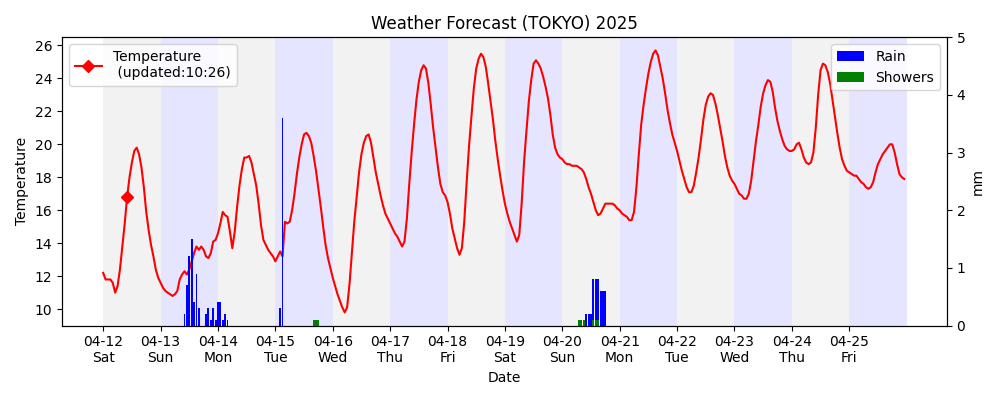 Weather Forecast (TOKYO) 2025
Temperature
(updated:10:26)
Rain
Showers
26
24
22
20
18
16
14
12
10
Temperature
5
4
3
2
1
0
mm
04-12 04-13 04-14 04-15 04-16 04-17 04-18 04-19 04-20 04-21 04-22 04-23 04-24 04-25
Sat Sun Mon Tue Wed Thu Fri Sat Sun Mon Tue Wed Thu Fri
Date